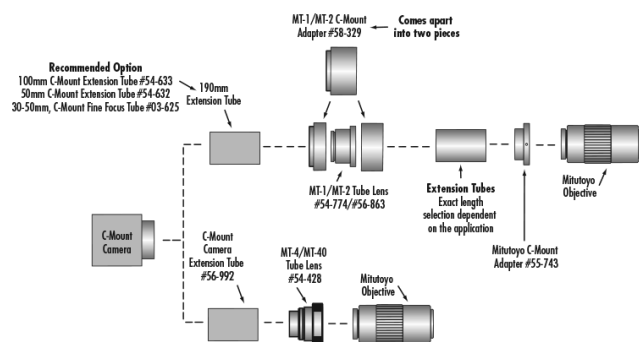 MT-1/MT-2 C-Mount
Adapter #58-329
Comes apart
into two pieces
Recommended Option
100mm C-Mount Extension Tube #54-633
50mm C-Mount Extension Tube #54-632
30-50mm, C-Mount Fine Focus Tube #03-625
190mm
Extension Tube
MT-1/MT-2 Tube Lens
#54-774/#56-863
Extension Tubes
Exact length
selection dependent
on the application
Mitutoyo
Objective
Mitutoyo C-Mount
Adapter #55-743
C-Mount
Camera
C-Mount
Camera
Extension Tube
#56-992
MT-4/MT-40
Tube Lens
#54-428
Mitutoyo
Objective